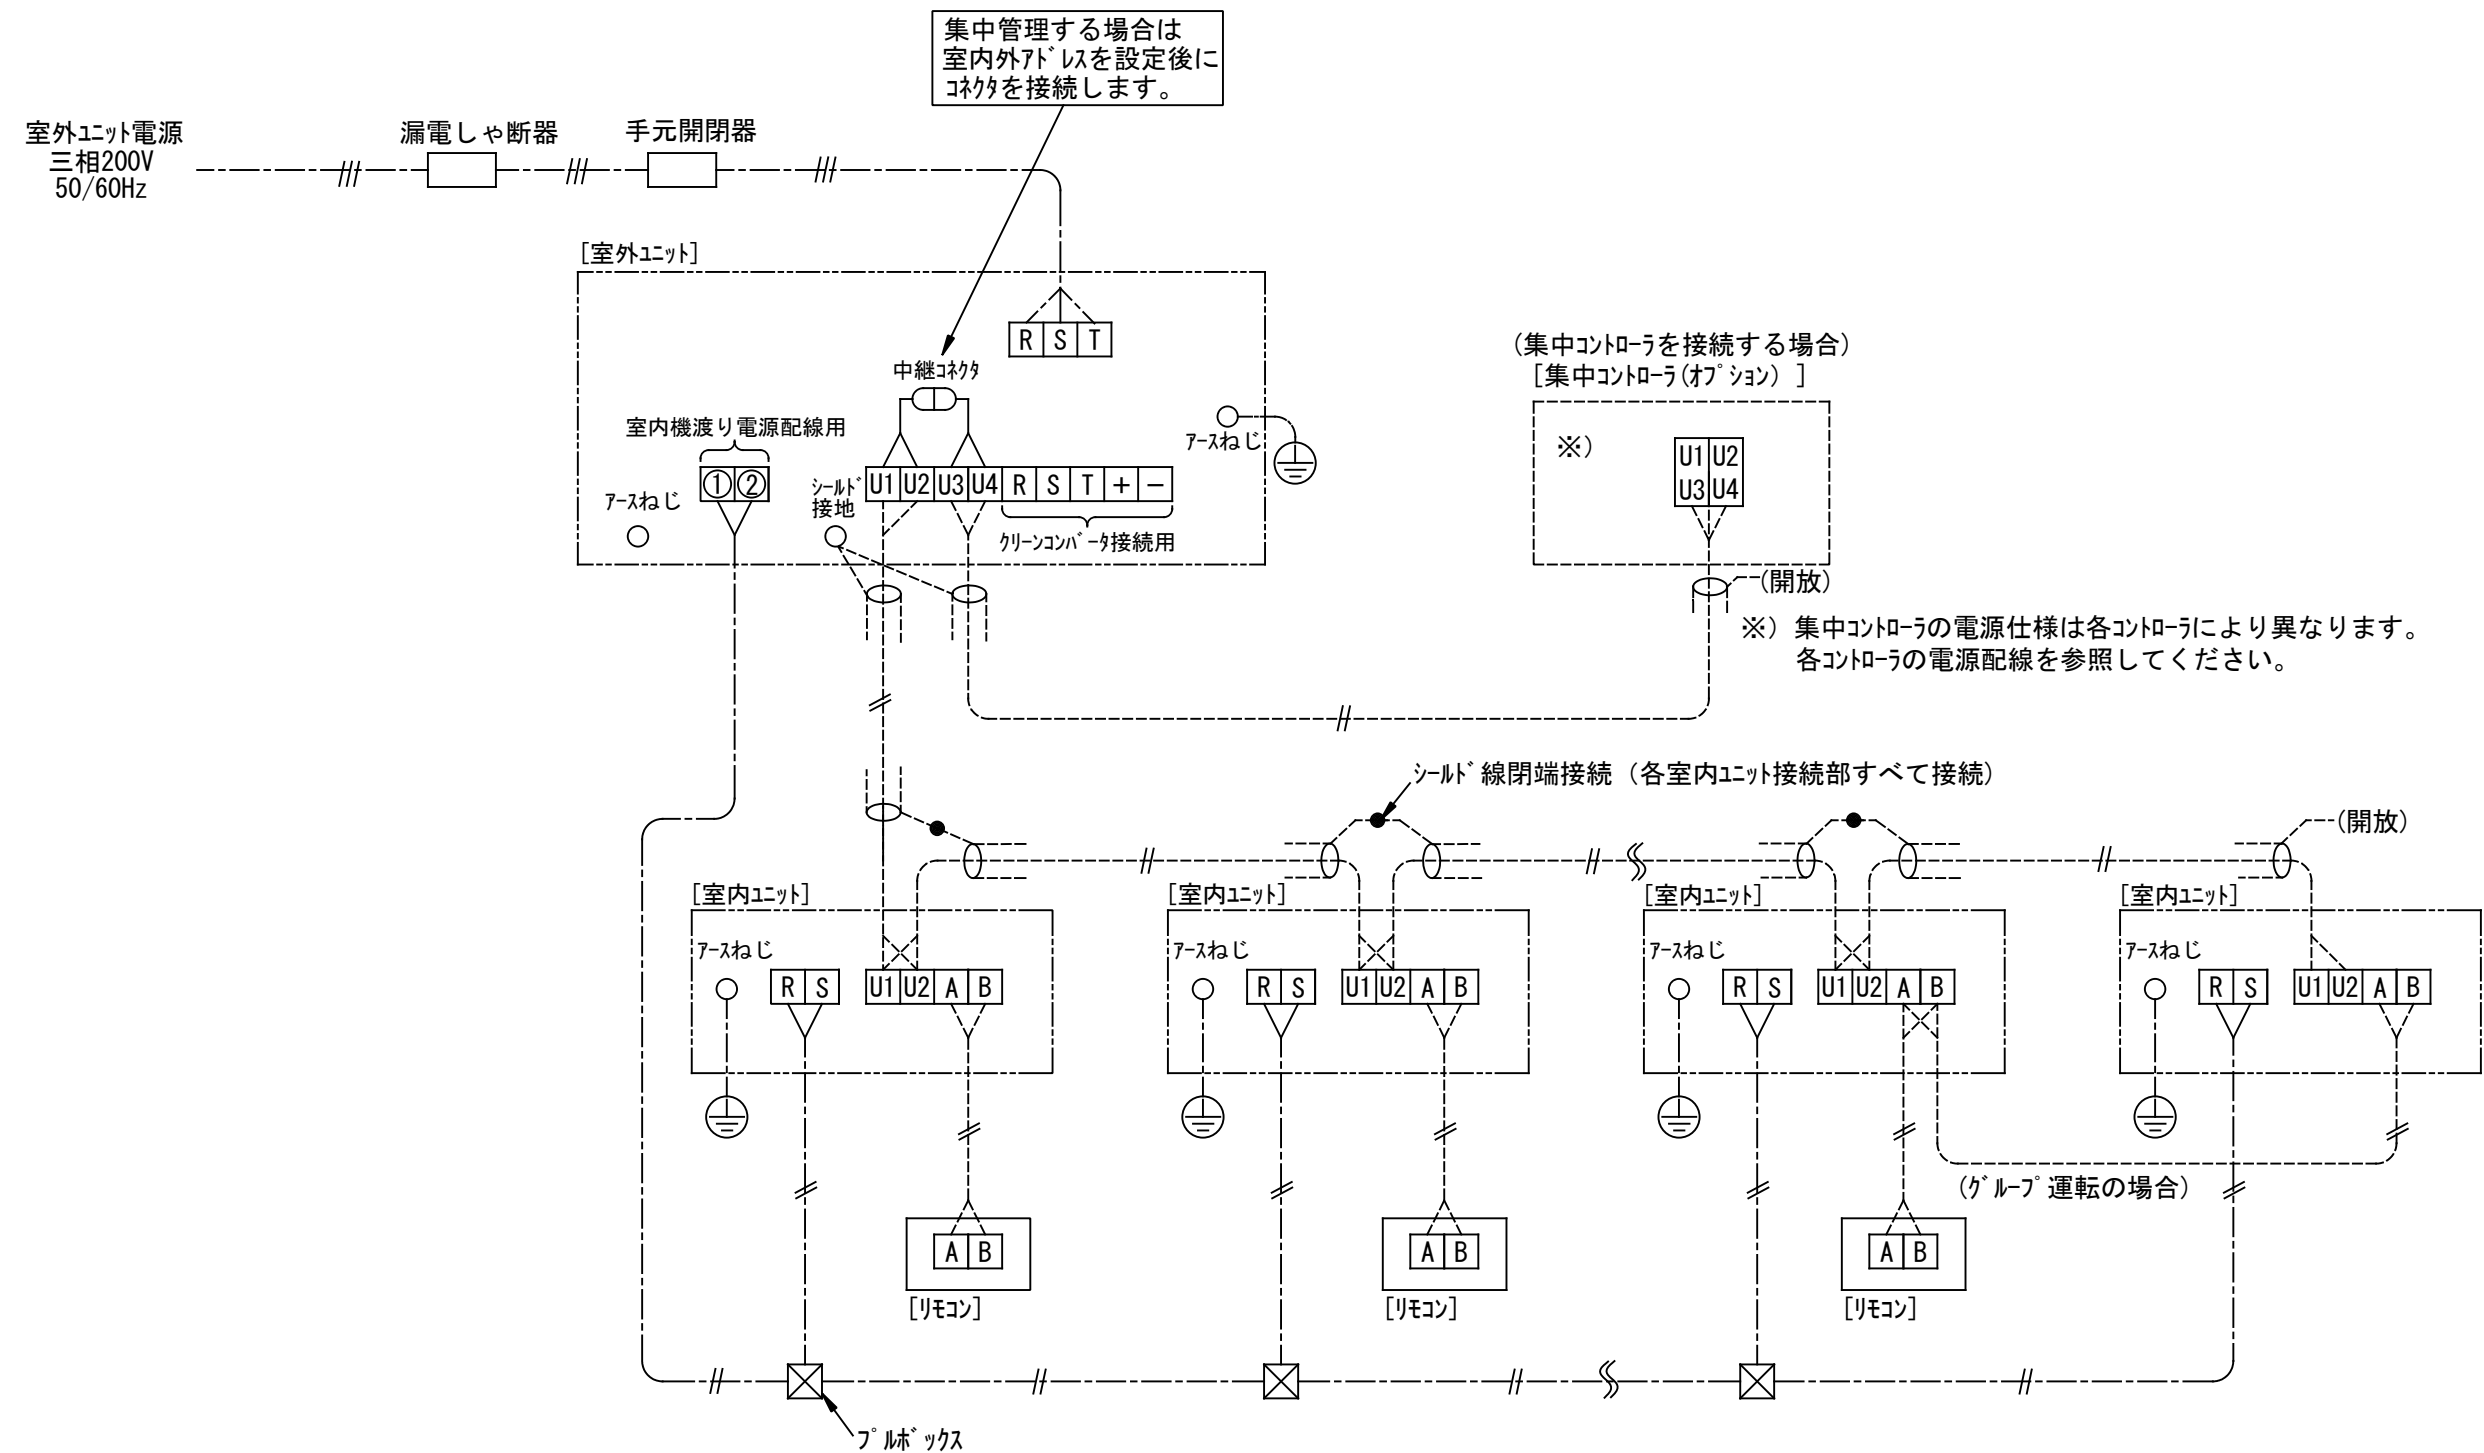 集中管理する場合は
室内外ｱﾄﾞﾚｽを設定後に
ｺﾈｸﾀを接続します。
室外ﾕﾆｯﾄ電源
三相200V
50/60Hz
漏電しゃ断器
手元開閉器
[室外ﾕﾆｯﾄ]
R S T
中継ｺﾈｸﾀ
室内機渡り電源配線用
① ②
ｱｰｽねじ
ｼｰﾙﾄﾞ
接地
U1 U2 U3 U4 R S T + −
ｸﾘｰﾝｺﾝﾊﾞｰﾀ接続用
ｱｰｽねじ
(集中ｺﾝﾄﾛｰﾗを接続する場合)
[集中ｺﾝﾄﾛｰﾗ(ｵﾌﾟｼｮﾝ) ]
※)
U1 U2
U3 U4
(開放)
※) 集中ｺﾝﾄﾛｰﾗの電源仕様は各ｺﾝﾄﾛｰﾗにより異なります。
各ｺﾝﾄﾛｰﾗの電源配線を参照してください。
ｼｰﾙﾄﾞ線閉端接続 (各室内ﾕﾆｯﾄ接続部すべて接続)
(開放)
[室内ﾕﾆｯﾄ]
ｱｰｽねじ
R S
U1 U2 A B
[室内ﾕﾆｯﾄ]
ｱｰｽねじ
R S
U1 U2 A B
[室内ﾕﾆｯﾄ]
ｱｰｽねじ
R S
U1 U2 A B
[室内ﾕﾆｯﾄ]
ｱｰｽねじ
R S
U1 U2 A B
(ｸﾞﾙｰﾌﾟ運転の場合)
A B
[ﾘﾓｺﾝ]
A B
[ﾘﾓｺﾝ]
A B
[ﾘﾓｺﾝ]
ﾌﾟﾙﾎﾞｯｸｽ